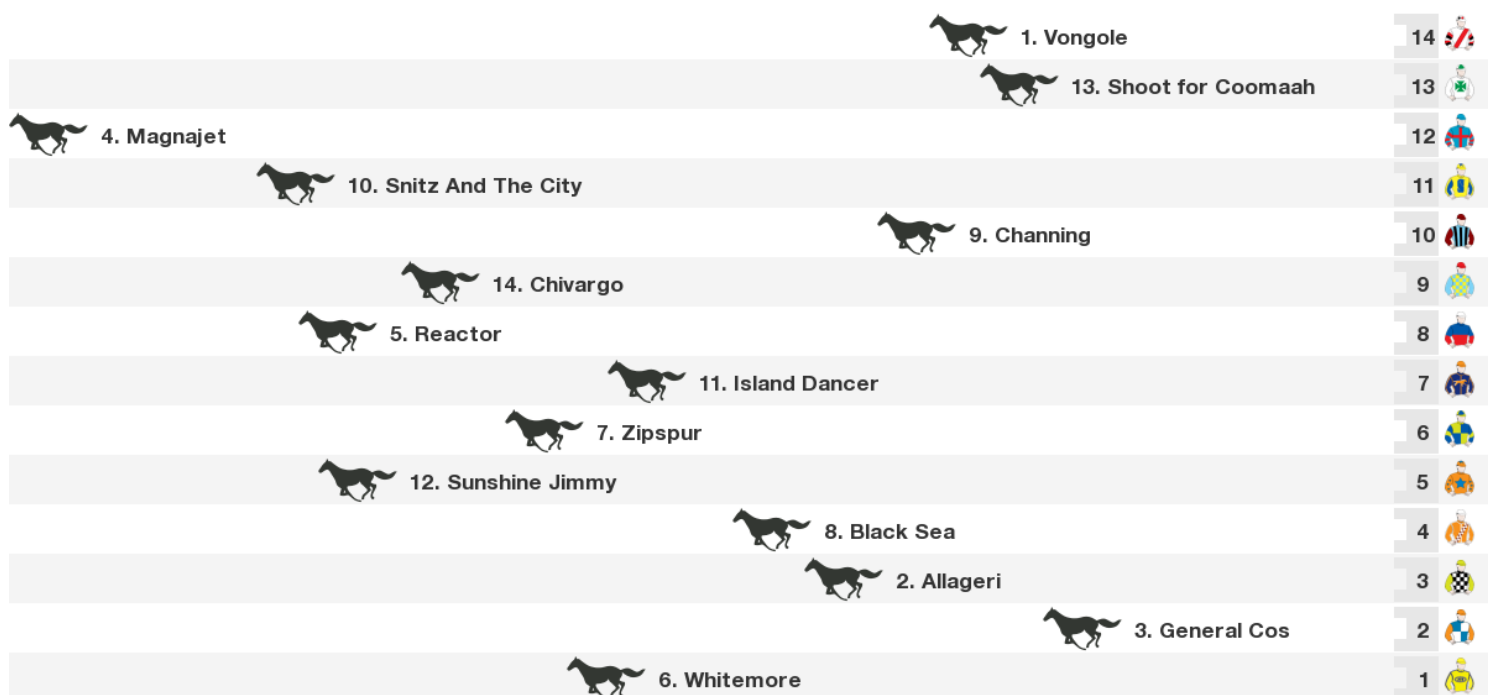 1. Vongole 14
13. Shoot for Coomaah 13
4. Magnajet 12
10. Snitz And The City 11
9. Channing 10
14. Chivargo 9
5. Reactor 8
11. Island Dancer 7
7. Zipspur 6
12. Sunshine Jimmy 5
8. Black Sea 4
2. Allageri 3
3. General Cos 2
6. Whitemore 1